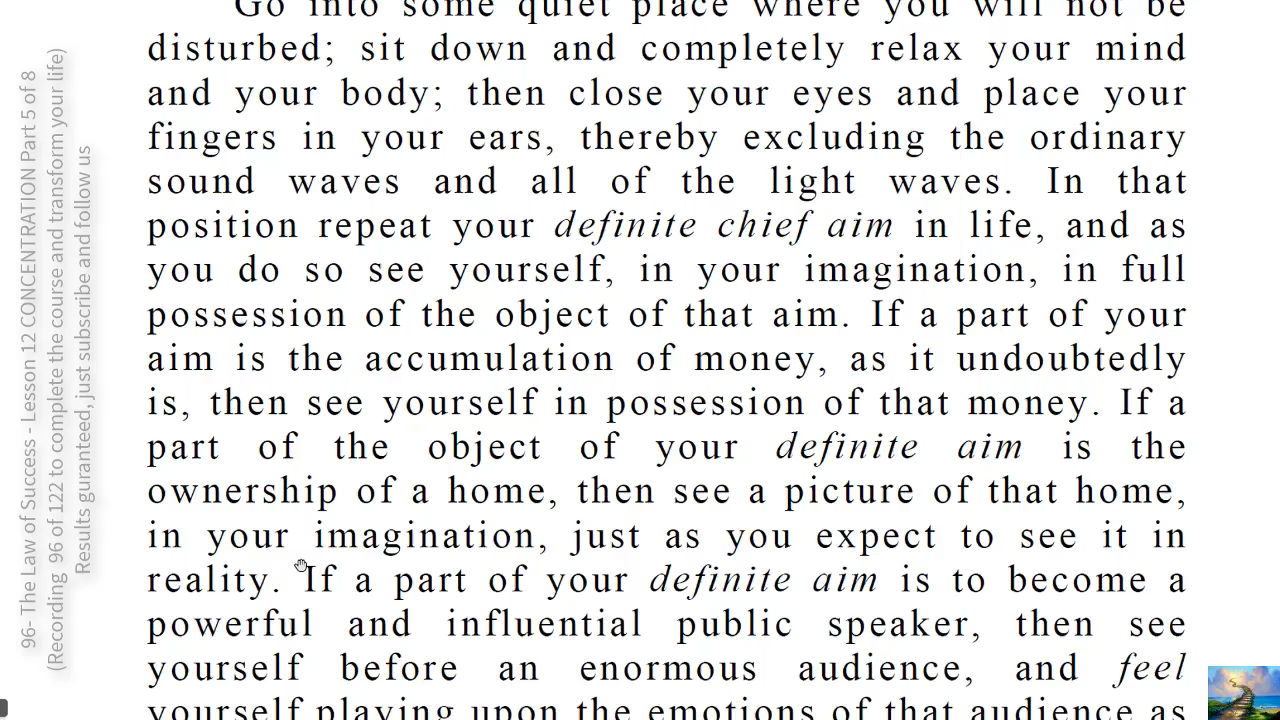 Go into some quiet place where you will not be
disturbed; sit down and completely relax your mind
and your body; then close your eyes and place your
fingers in your ears, thereby excluding the ordinary
sound waves and all of the light waves. In that
position repeat your definite chief aim in life, and as
you do so see yourself, in your imagination, in full
possession of the object of that aim. If a part of your
aim is the accumulation of money, as it undoubtedly
is, then see yourself in possession of that money. If a
part of the object of your definite aim is the
ownership of a home, then see a picture of that home,
in your imagination, just as you expect to see it in
reality. If a part of your definite aim is to become a
powerful and influential public speaker, then see
yourself before an enormous audience, and feel
yourself playing upon the emotions of that audience as
96- The Law of Success - Lesson 12 CONCENTRATION Part 5 of 8
(Recording 96 of 122 to complete the course and transform your life)
Results guranteed, just subscribe and follow us